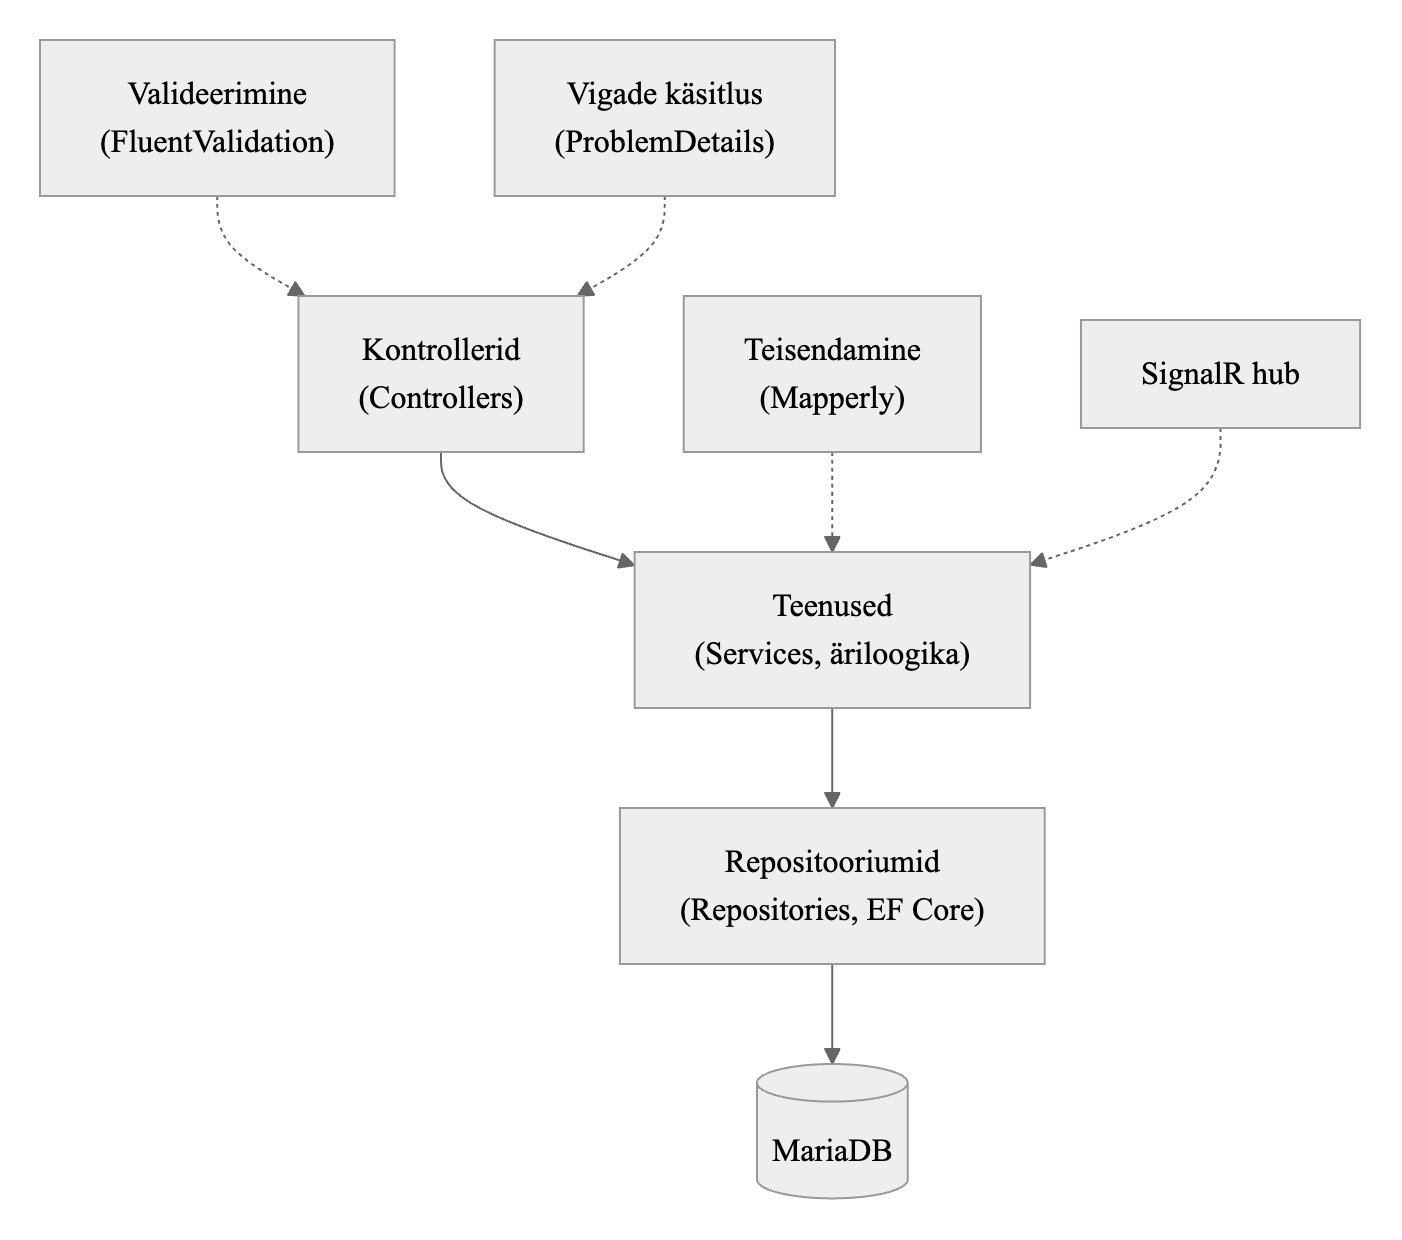 Valideerimine
(FluentValidation)
Vigade käsitlus
(ProblemDetails)
Kontrollerid
(Controllers)
Teisendamine
(Mapperly)
SignalR hub
Teenused
(Services, äriloogika)
Repositooriumid
(Repositories, EF Core)
MariaDB